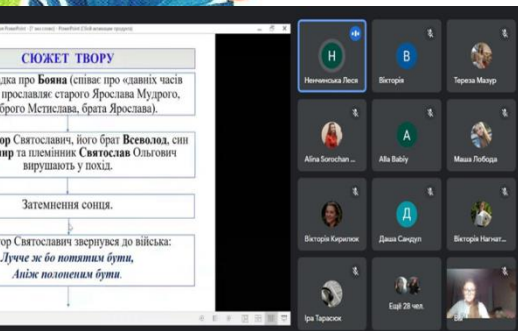 СЮЖЕТ ТВОРУ
дка про Бояна (співає про «давніх часів
прославляє старого Ярослава Мудрого,
брого Мстислава, брата Ярослава).
ор Святославич, його брат Всеволод, син
мир та племінник Святослав Ольгович
вирушають у похід.
Затемнення сонця.
ор Святославич звернувся до війська:
Лучче ж бо потятим бути,
Аніж полоненим бути.
Н
Ненчинська Леся
В
Вікторія
Тереза Мазур
Alina Sorochan ...
A
Alla Babiy
Маша Лобода
Вікторія Кирилюк
Д
Даша Сандул
Вікторія Нагнат...
Іра Тарасюк
Ещё 28 чел.